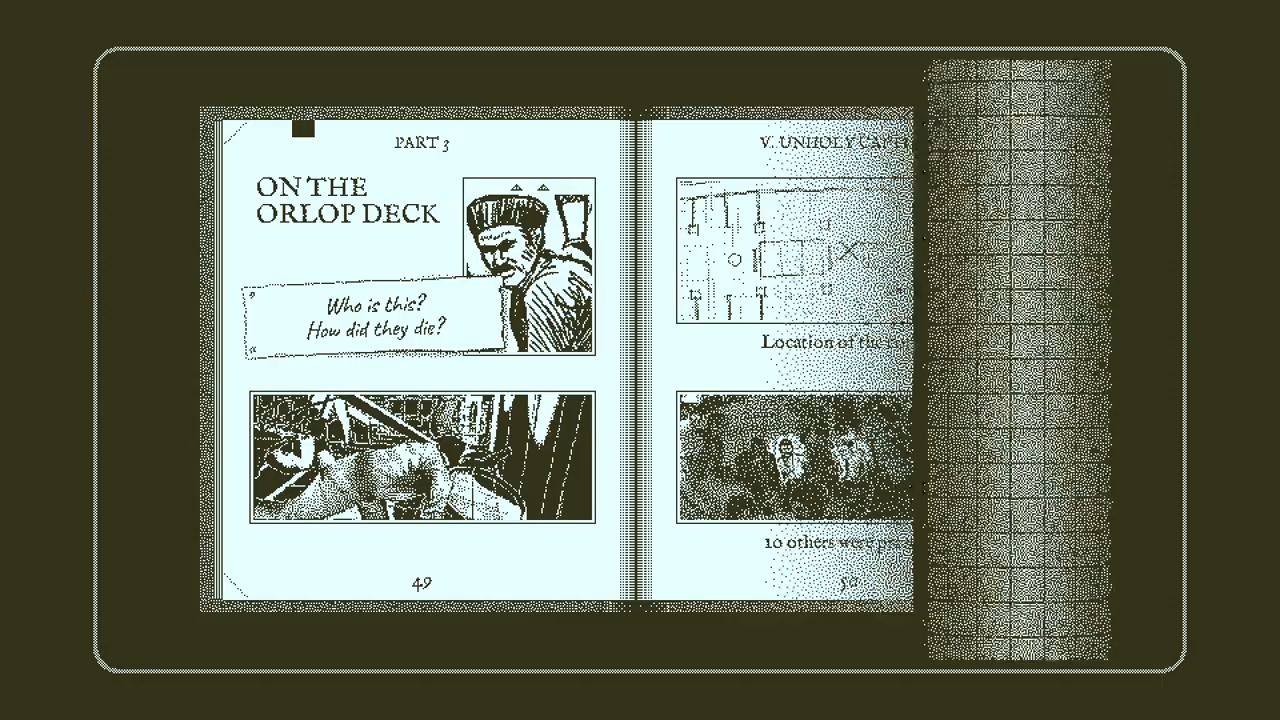 PART 3
ON THE
ORLOP DECK
Who is this?
How did they die?
49
V. UNHOLY
Location of the
10 others were
50